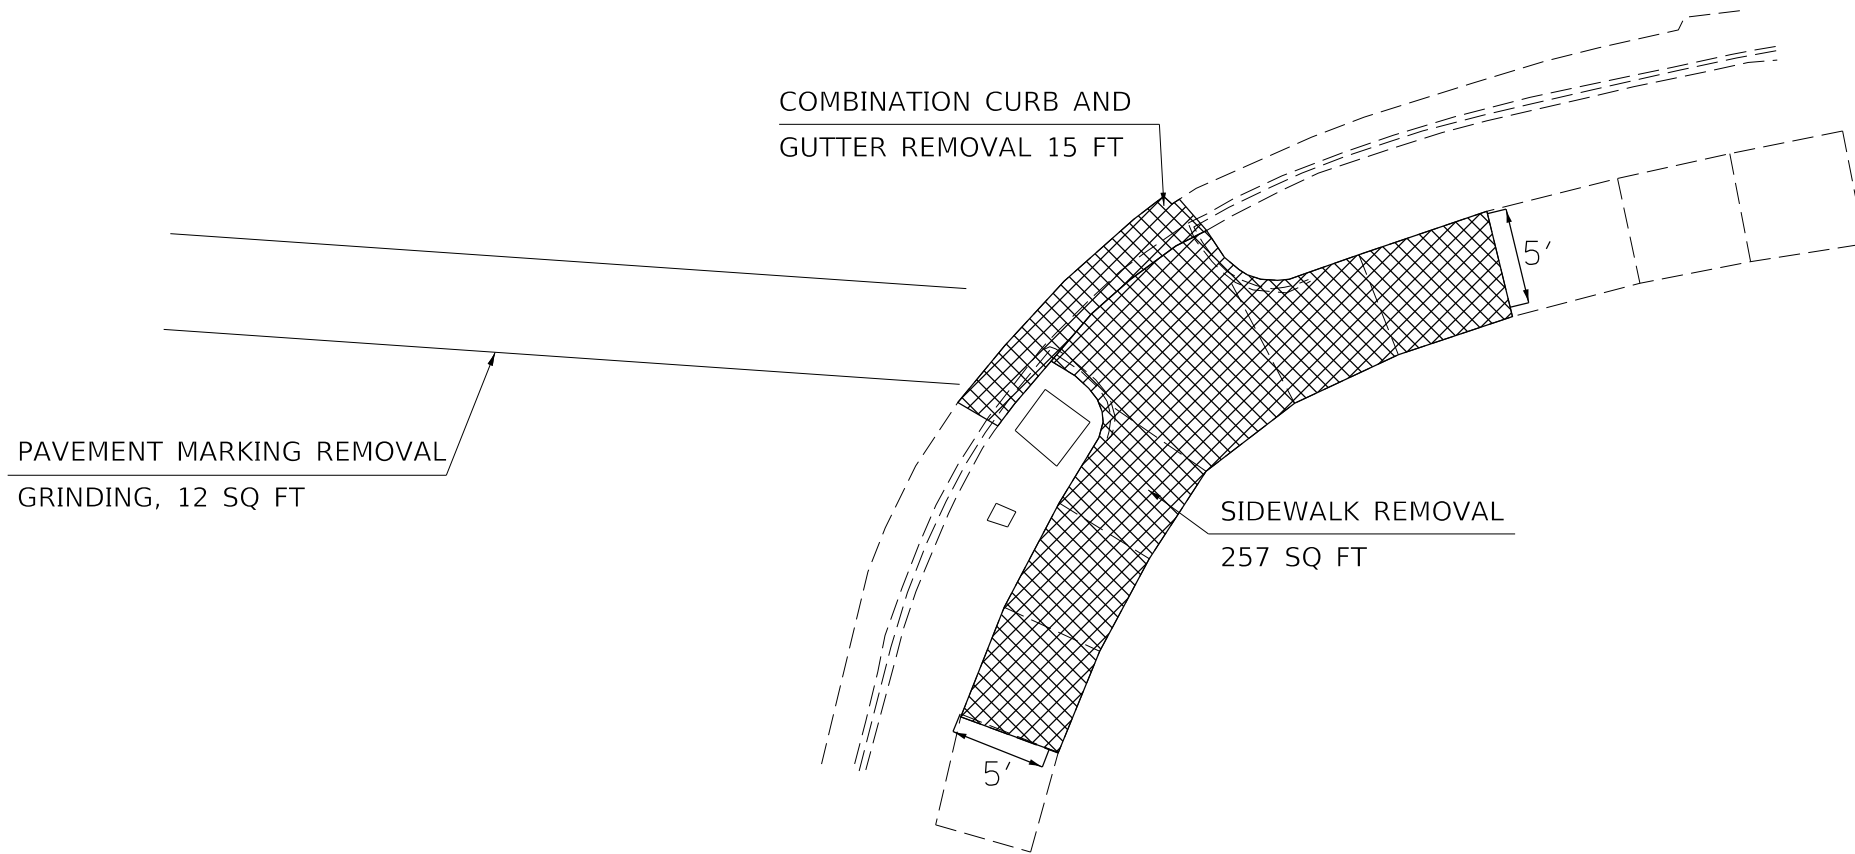 COMBINATION CURB AND
GUTTER REMOVAL 15 FT
5'
PAVEMENT MARKING REMOVAL
GRINDING, 12 SQ FT
SIDEWALK REMOVAL
257 SQ FT
5'